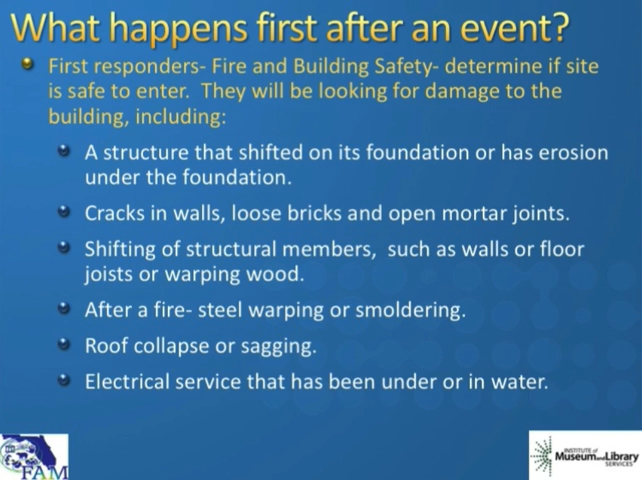 What happens first after an event?
First responders- Fire and Building Safety- determine if site
is safe to enter.  They will be looking for damage to the
building, including:
A structure that shifted on its foundation or has erosion
under the foundation.
Cracks in walls, loose bricks and open mortar joints.
Shifting of structural members,  such as walls or floor
joists or warping wood.
After a fire- steel warping or smoldering.
Roof collapse or sagging.
Electrical service that has been under or in water.
FAM
INSTITUTE of
Museum and Library
SERVICES